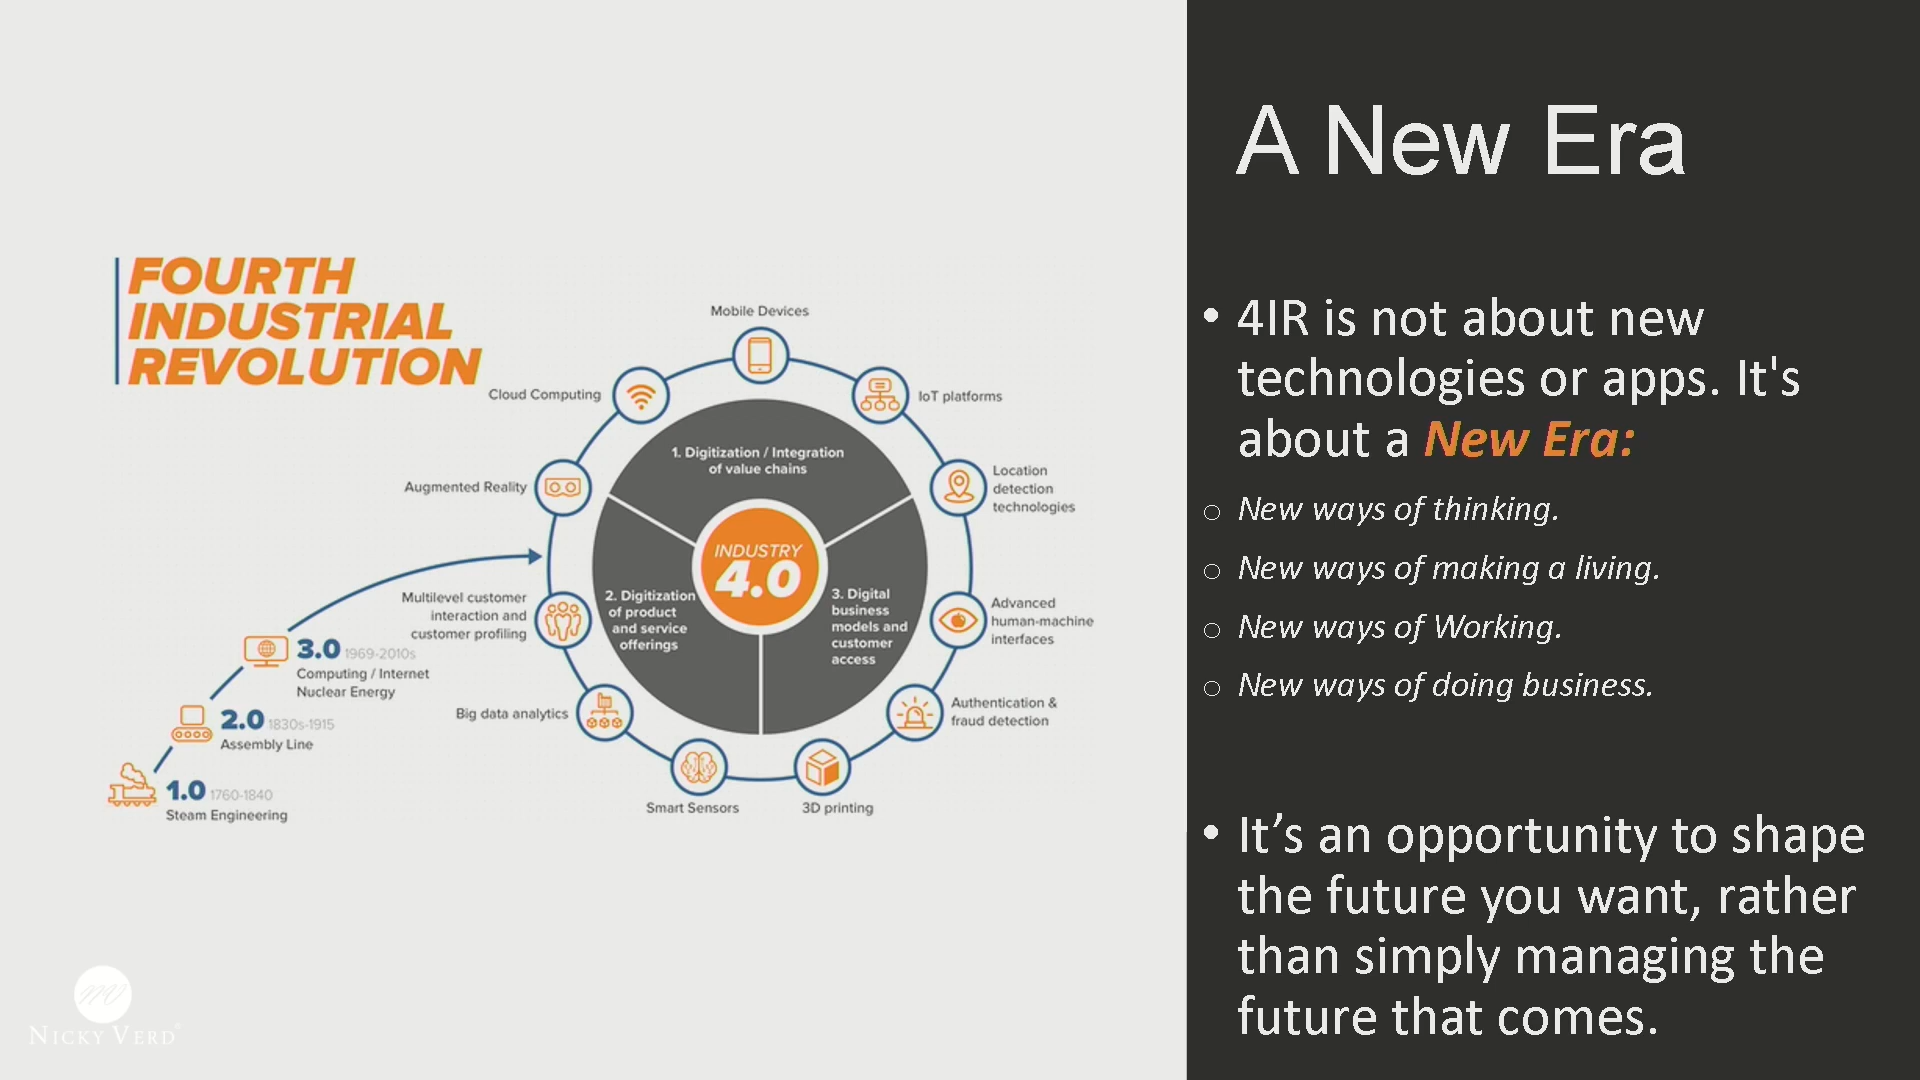 FOURTH
INDUSTRIAL
REVOLUTION
Mobile Devices
Cloud Computing
IoT platforms
Augmented Reality
Location
detection
technologies
Multilevel customer
interaction and
customer profiling
Advanced
human-machine
interfaces
Big data analytics
Authentication &
fraud detection
Smart Sensors
3D printing
1. Digitization / Integration
of value chains
INDUSTRY
4.0
2. Digitization
of product
and service
offerings
3. Digital
business
models and
customer
access
3.0 1969-2010s
Computing / Internet
Nuclear Energy
2.0 1830s-1915
Assembly Line
1.0 1760-1840
Steam Engineering
NICKY VERD
A New Era
• 4IR is not about new
technologies or apps. It's
about a New Era:
o New ways of thinking.
o New ways of making a living.
o New ways of Working.
o New ways of doing business.
• It’s an opportunity to shape
the future you want, rather
than simply managing the
future that comes.